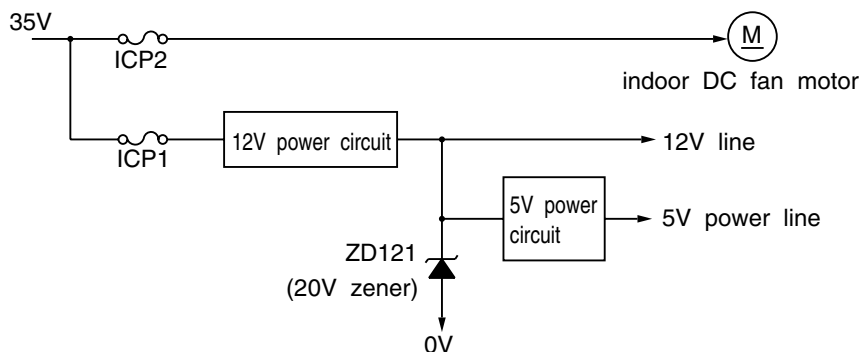 35V
ICP2
M
indoor DC fan motor
ICP1
12V power circuit
12V line
5V power
circuit
5V power line
ZD121
(20V zener)
0V